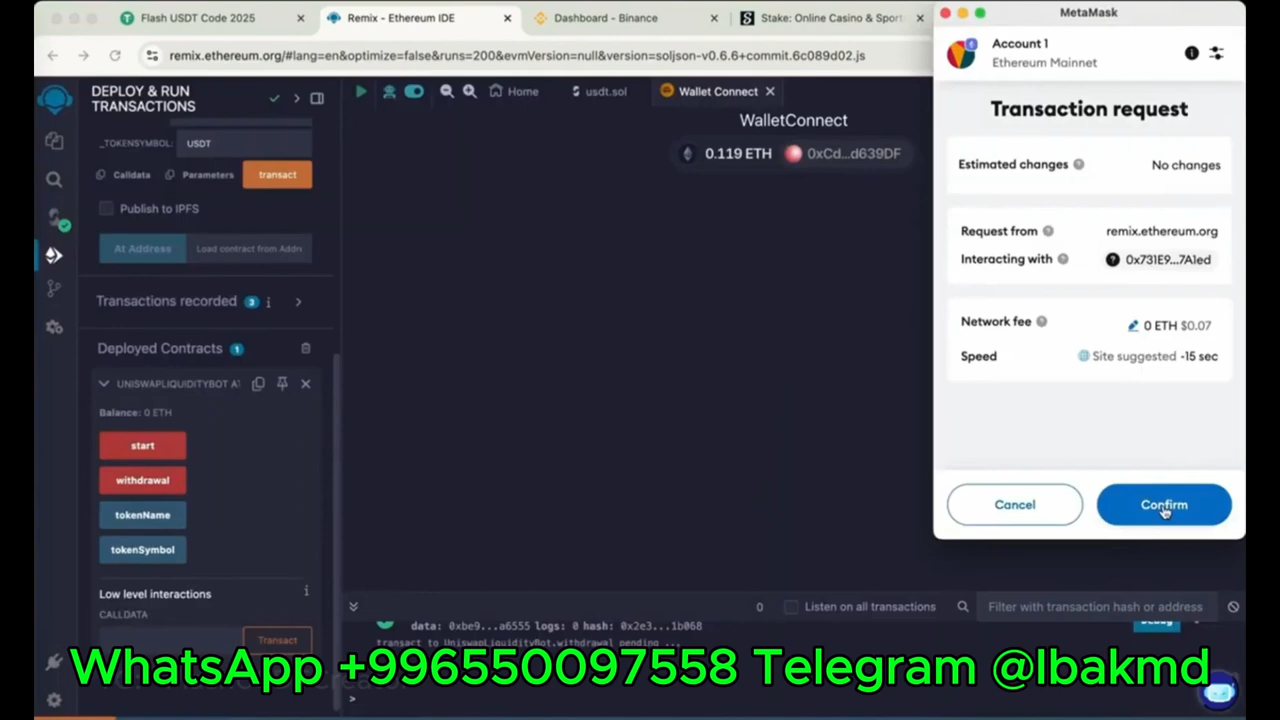 Flash USDT Code 2025
Remix - Ethereum IDE
Dashboard - Binance
Stake: Online Casino & Sport
MetaMask
remix.ethereum.org/#lang=en&optimize=false&runs=200&evmVersion=null&version=soljson-v0.6.6+commit.6c089d02.js
Account 1
Ethereum Mainnet
DEPLOY & RUN
TRANSACTIONS
Home
usdt.sol
Wallet Connect
WalletConnect
0.119 ETH
0xCd...d639DF
_TOKENSYMBOL:
USDT
Calldata
Parameters
transact
Publish to IPFS
At Address
Load contract from Addre
Transactions recorded
3
Deployed Contracts
1
UNISWAPLIQUIDITYBOT A
Balance: 0 ETH
start
withdrawal
tokenName
tokenSymbol
Low level interactions
CALLDATA
Transact
Transaction request
Estimated changes
No changes
Request from
remix.ethereum.org
Interacting with
0x731E9...7A1ed
Network fee
0 ETH $0.07
Speed
Site suggested ~15 sec
Cancel
Confirm
0
Listen on all transactions
Filter with transaction hash or address
data: 0xbe9...a6555 logs: 0 hash: 0x2e3...1b068
Debug
transact to UniswapLiquidityBot.withdrawal pending ...
>
WhatsApp +996550097558 Telegram @Ibakmd